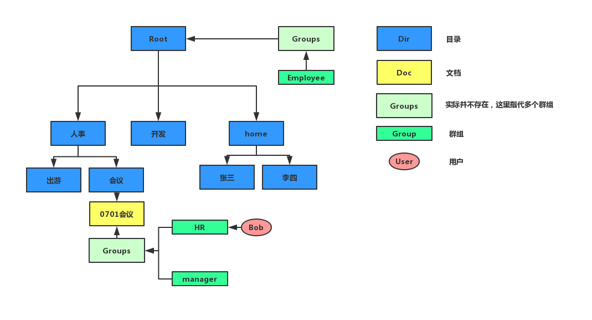 Root
Groups
Dir
目录
Employee
Doc
文档
Groups
实际并不存在，这里指代多个群组
人事
开发
home
Group
群组
User
用户
出游
会议
张三
李四
0701会议
HR
Bob
Groups
manager